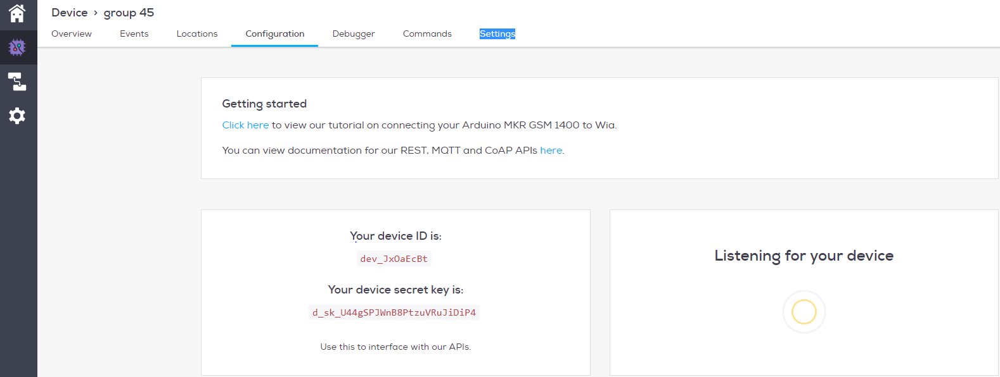 Device › group 45
Overview Events Locations Configuration Debugger Commands Settings
Getting started
Click here to view our tutorial on connecting your Arduino MKR GSM 1400 to Wia.
You can view documentation for our REST, MQTT and CoAP APIs here.
Your device ID is:
dev_JxOaEcBt
Your device secret key is:
d_sk_U44gSPJWnB8PtzuVRuJiDiP4
Use this to interface with our APIs.
Listening for your device